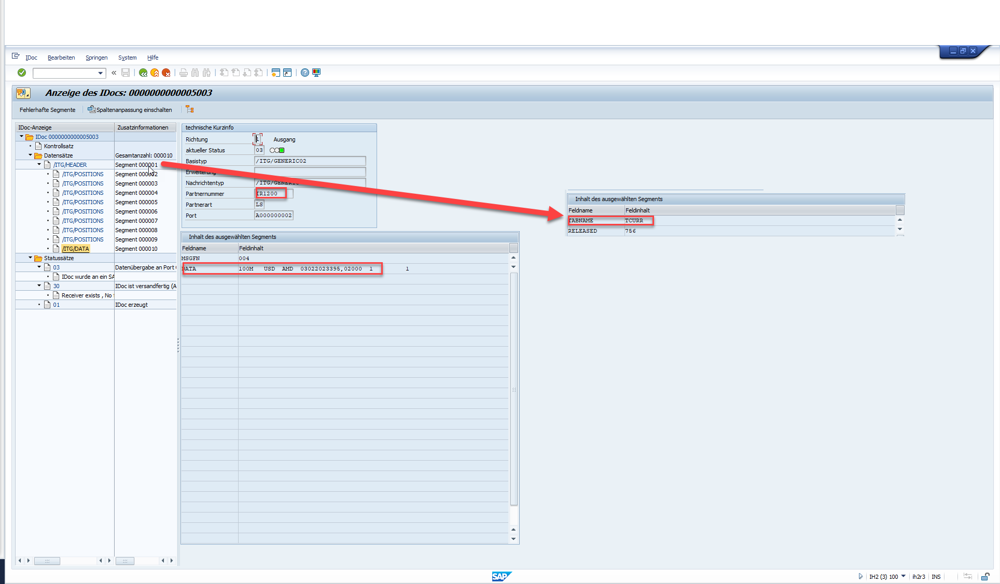 IDoc Bearbeiten Springen System Hilfe
Anzeige des IDocs: 0000000000005003
Fehlerhafte Segmente Spaltenanpassung einschalten
IDoc-Anzeige Zusatzinformationen
IDoc 0000000000005003
Kontrollsatz
Datensätze Gesamtanzahl: 000010
/ITG/HEADER Segment 000001
/ITG/POSITIONS Segment 000002
/ITG/POSITIONS Segment 000003
/ITG/POSITIONS Segment 000004
/ITG/POSITIONS Segment 000005
/ITG/POSITIONS Segment 000006
/ITG/POSITIONS Segment 000007
/ITG/POSITIONS Segment 000008
/ITG/POSITIONS Segment 000009
/ITG/DATA Segment 000010
Statussätze
03 Datenübergabe an Port
IDoc wurde an ein SA
30 IDoc ist versandfertig (A
Receiver exists , No
01 IDoc erzeugt
technische Kurzinfo
Richtung 1 Ausgang
aktueller Status 03
Basistyp /ITG/GENERIC02
Erweiterung
Nachrichtentyp /ITG/GENERIC
Partnernummer IR1200
Partnerart LS
Port A000000002
Inhalt des ausgewählten Segments
Feldname Feldinhalt
MSGFN 004
DATA 100M USD AMD 03022023395,02000 1 1
Inhalt des ausgewählten Segments
Feldname Feldinhalt
TABNAME TCURR
RELEASED 756
SAP
IH2 (3) 100 ih2r3 INS